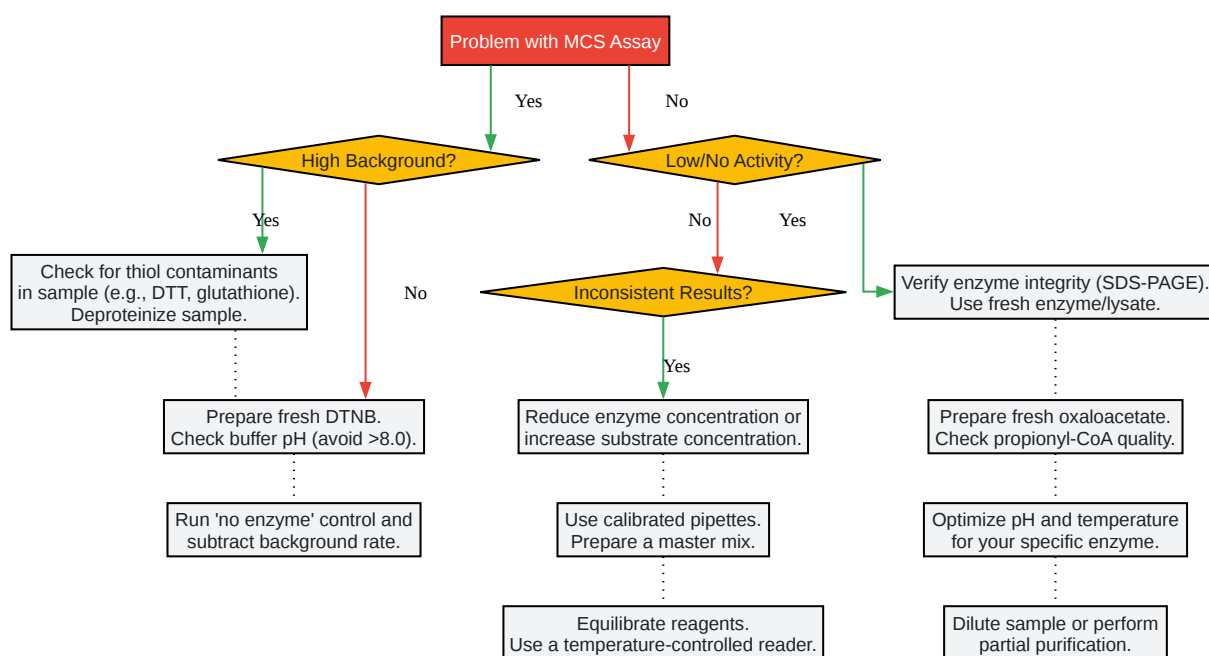 Problem with MCS Assay
Yes
No
High Background?
Low/No Activity?
Yes
No
Yes
Check for thiol contaminants
in sample (e.g., DTT, glutathione).
Deproteinize sample.
No
Inconsistent Results?
Verify enzyme integrity (SDS-PAGE).
Use fresh enzyme/lysate.
Yes
Prepare fresh DTNB.
Check buffer pH (avoid >8.0).
Reduce enzyme concentration or
increase substrate concentration.
Prepare fresh oxaloacetate.
Check propionyl-CoA quality.
Run 'no enzyme' control and
subtract background rate.
Use calibrated pipettes.
Prepare a master mix.
Optimize pH and temperature
for your specific enzyme.
Equilibrate reagents.
Use a temperature-controlled reader.
Dilute sample or perform
partial purification.